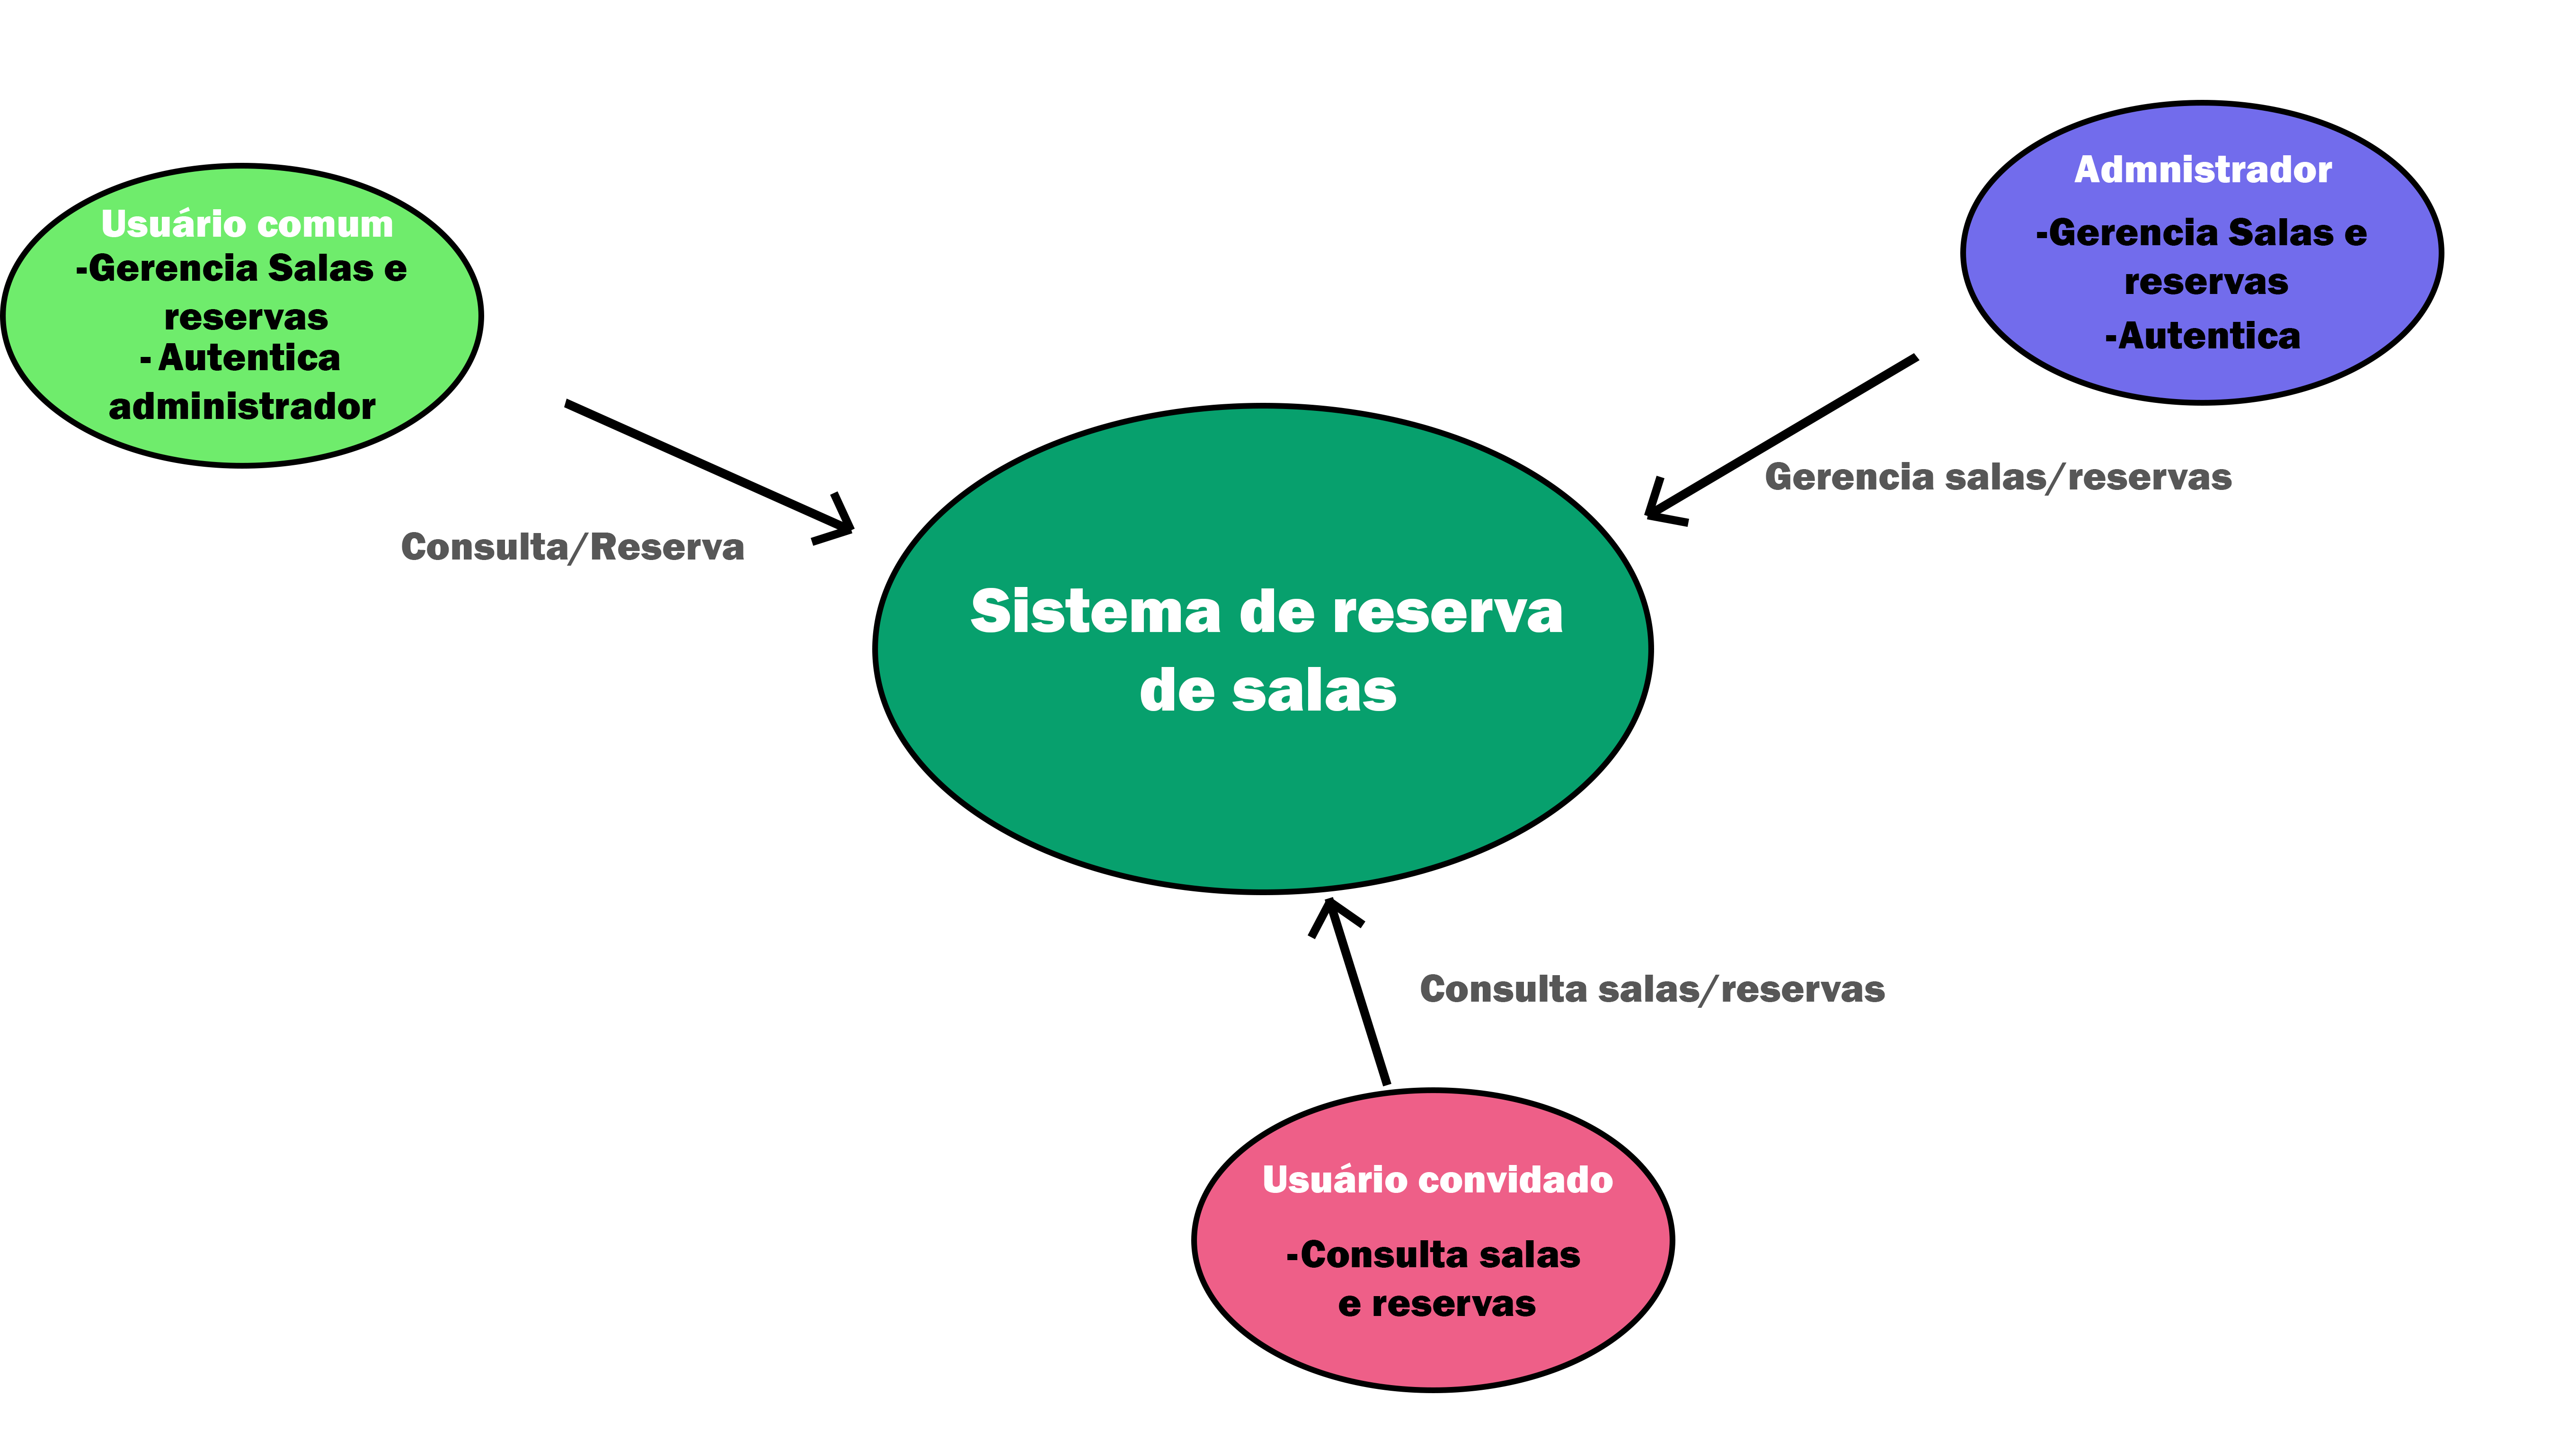 Usuário comum
-Gerencia Salas e
reservas
- Autentica
administrador
Consulta/Reserva
Admnistrador
-Gerencia Salas e
reservas
-Autentica
Gerencia salas/reservas
Sistema de reserva
de salas
Consulta salas/reservas
Usuário convidado
-Consulta salas
e reservas